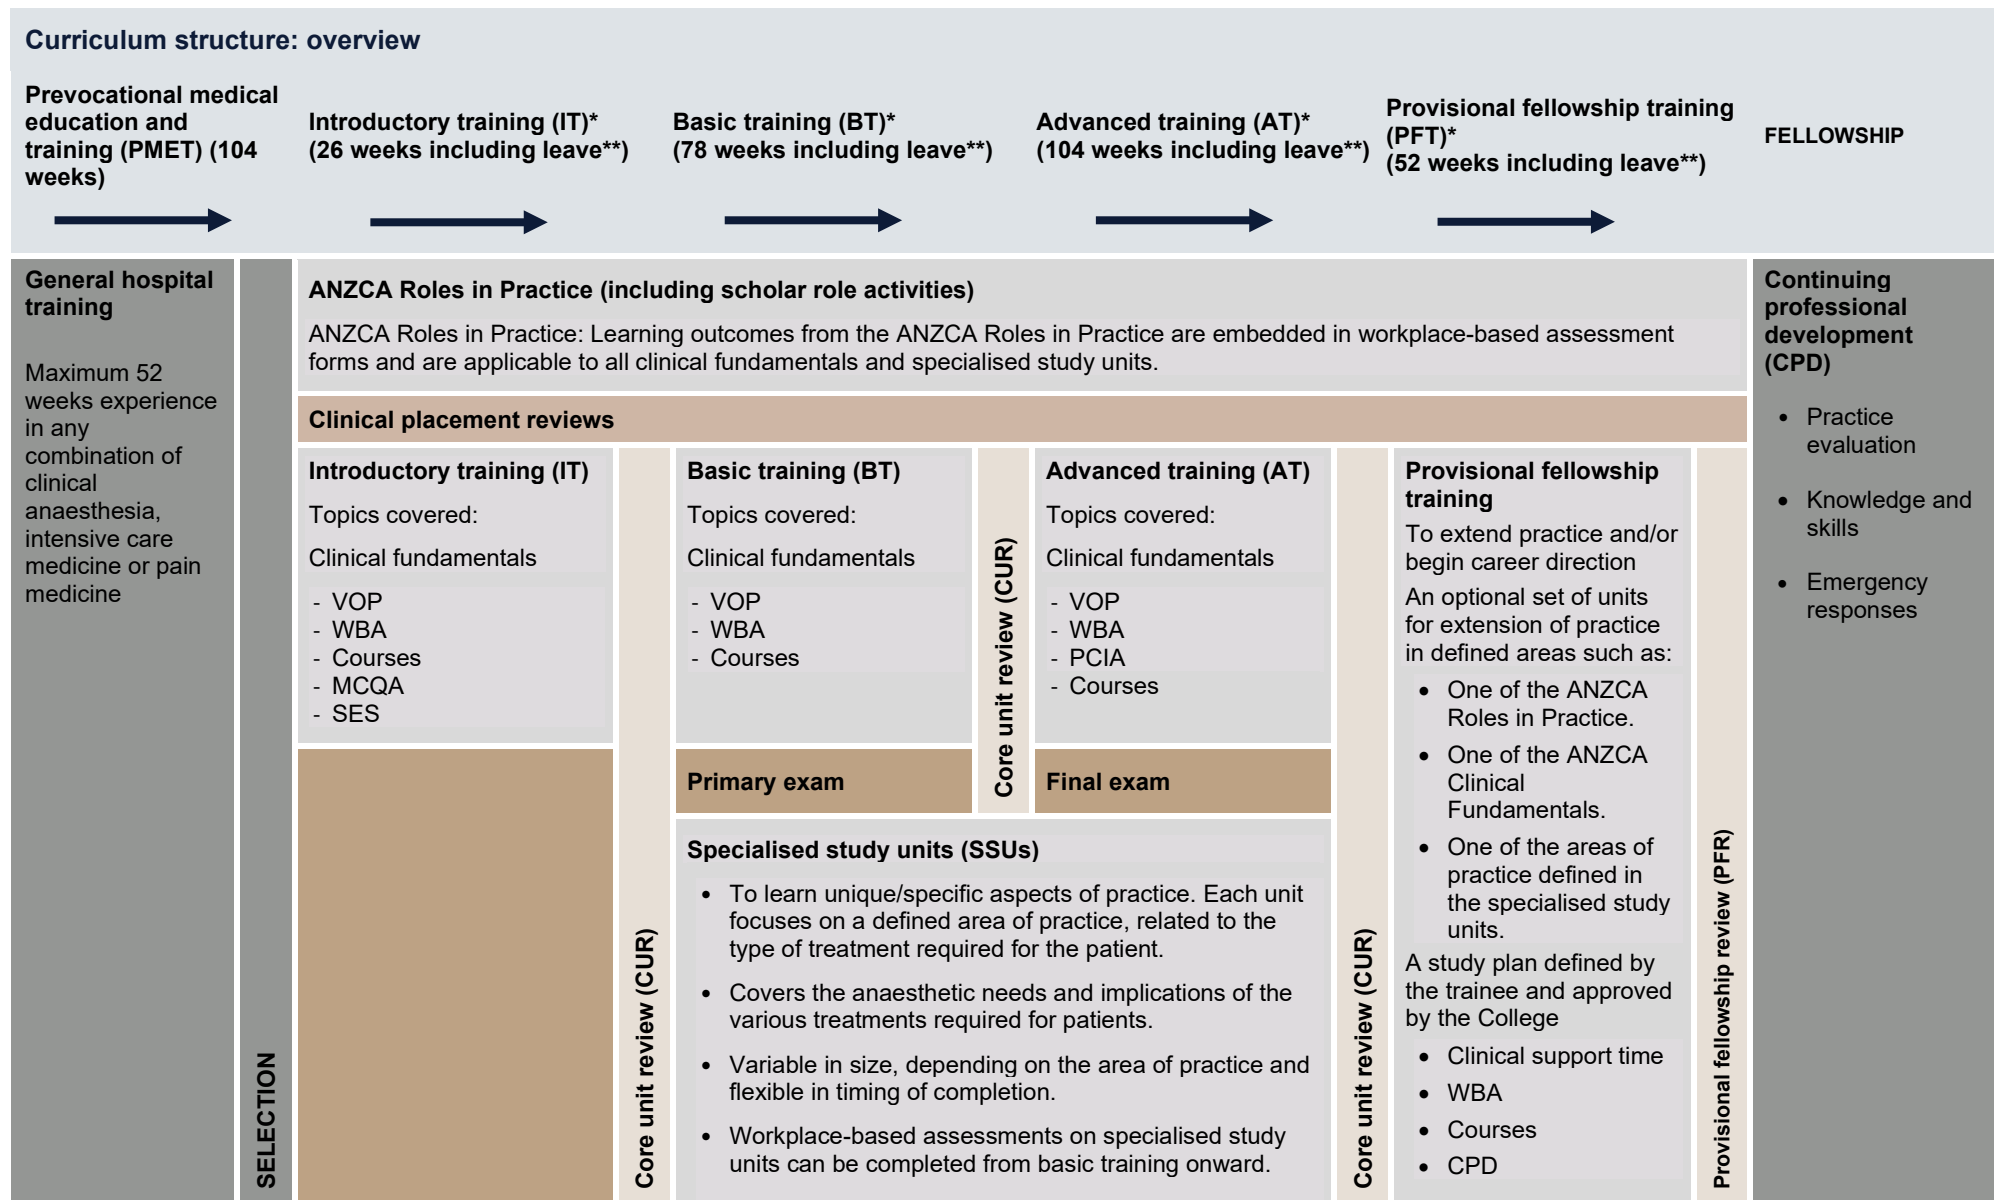 Curriculum structure: overview
Prevocational medical
education and
training (PMET) (104
weeks)
Introductory training (IT)*
(26 weeks including leave**)
Basic training (BT)*
(78 weeks including leave**)
Advanced training (AT)*
(104 weeks including leave**)
Provisional fellowship training
(PFT)*
(52 weeks including leave**)
FELLOWSHIP
General hospital
training
Maximum 52
weeks experience
in any
combination of
clinical
anaesthesia,
intensive care
medicine or pain
medicine
SELECTION
ANZCA Roles in Practice (including scholar role activities)
ANZCA Roles in Practice: Learning outcomes from the ANZCA Roles in Practice are embedded in workplace-based assessment
forms and are applicable to all clinical fundamentals and specialised study units.
Clinical placement reviews
Introductory training (IT)
Topics covered:
Clinical fundamentals
- VOP
- WBA
- Courses
- MCQA
- SES
Core unit review (CUR)
Basic training (BT)
Topics covered:
Clinical fundamentals
- VOP
- WBA
- Courses
Primary exam
Core unit review (CUR)
Advanced training (AT)
Topics covered:
Clinical fundamentals
- VOP
- WBA
- PCIA
- Courses
Final exam
Specialised study units (SSUs)
• To learn unique/specific aspects of practice. Each unit
focuses on a defined area of practice, related to the
type of treatment required for the patient.
• Covers the anaesthetic needs and implications of the
various treatments required for patients.
• Variable in size, depending on the area of practice and
flexible in timing of completion.
• Workplace-based assessments on specialised study
units can be completed from basic training onward.
Core unit review (CUR)
Provisional fellowship
training
To extend practice and/or
begin career direction
An optional set of units
for extension of practice
in defined areas such as:
• One of the ANZCA
Roles in Practice.
• One of the ANZCA
Clinical
Fundamentals.
• One of the areas of
practice defined in
the specialised study
units.
A study plan defined by
the trainee and approved
by the College
• Clinical support time
• WBA
• Courses
• CPD
Provisional fellowship review (PFR)
Continuing
professional
development
(CPD)
• Practice
evaluation
• Knowledge and
skills
• Emergency
responses